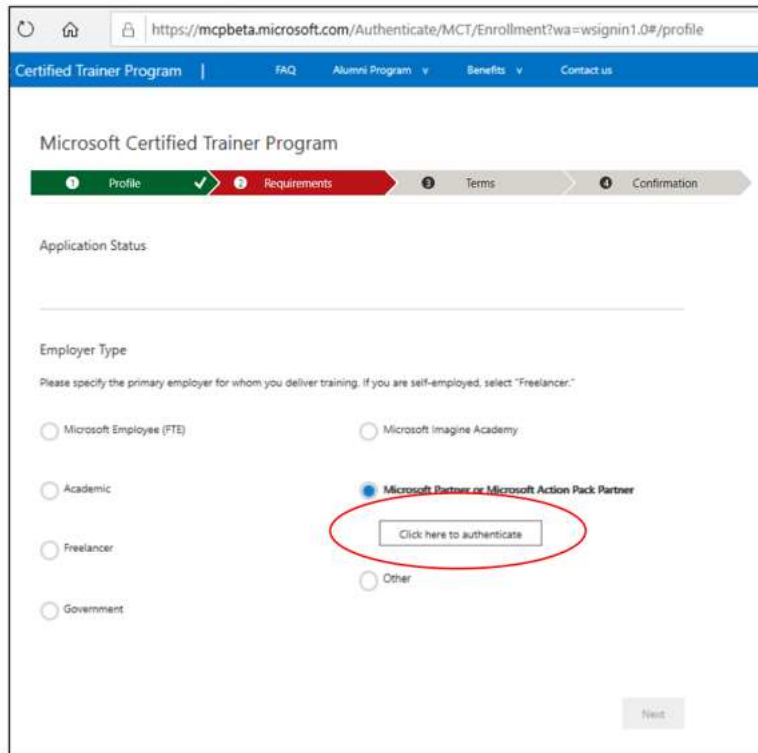 https://mcpbeta.microsoft.com/Authenticate/MCT/Enrollment?wa=wsignin1.0#/profile
Certified Trainer Program | FAQ Alumni Program v Benefits v Contact us
Microsoft Certified Trainer Program
1 Profile 2 Requirements 3 Terms 4 Confirmation
Application Status
Employer Type
Please specify the primary employer for whom you deliver training. If you are self-employed, select "Freelancer."
Microsoft Employee (FTE) Microsoft Imagine Academy
Academic Microsoft Partner or Microsoft Action Pack Partner
Click here to authenticate
Freelancer
Other
Government
Next